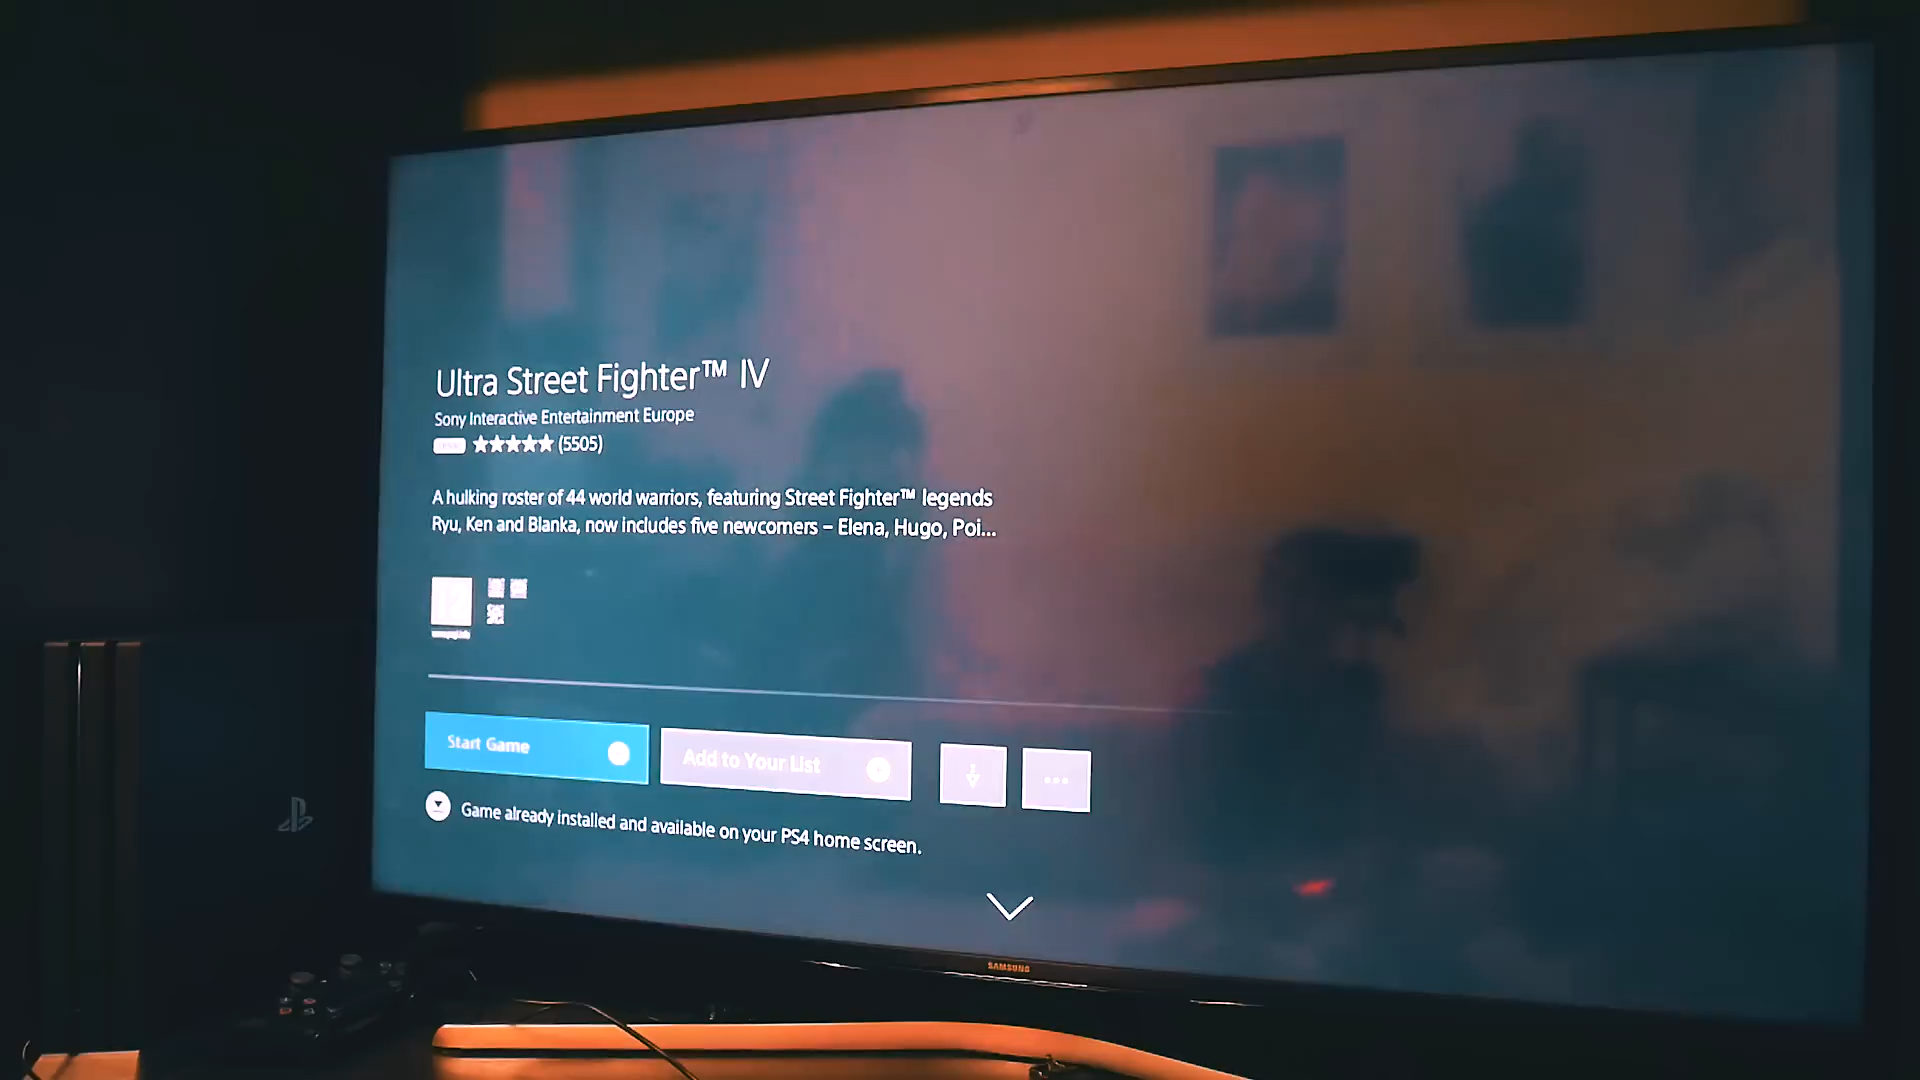 Ultra Street Fighter™ IV
Sony Interactive Entertainment Europe
(5505)
A hulking roster of 44 world warriors, featuring Street Fighter™ legends
Ryu, Ken and Blanka, now includes five newcomers – Elena, Hugo, Poi...
Start Game
Add to Your List
Game already installed and available on your PS4 home screen.
SAMSUNG